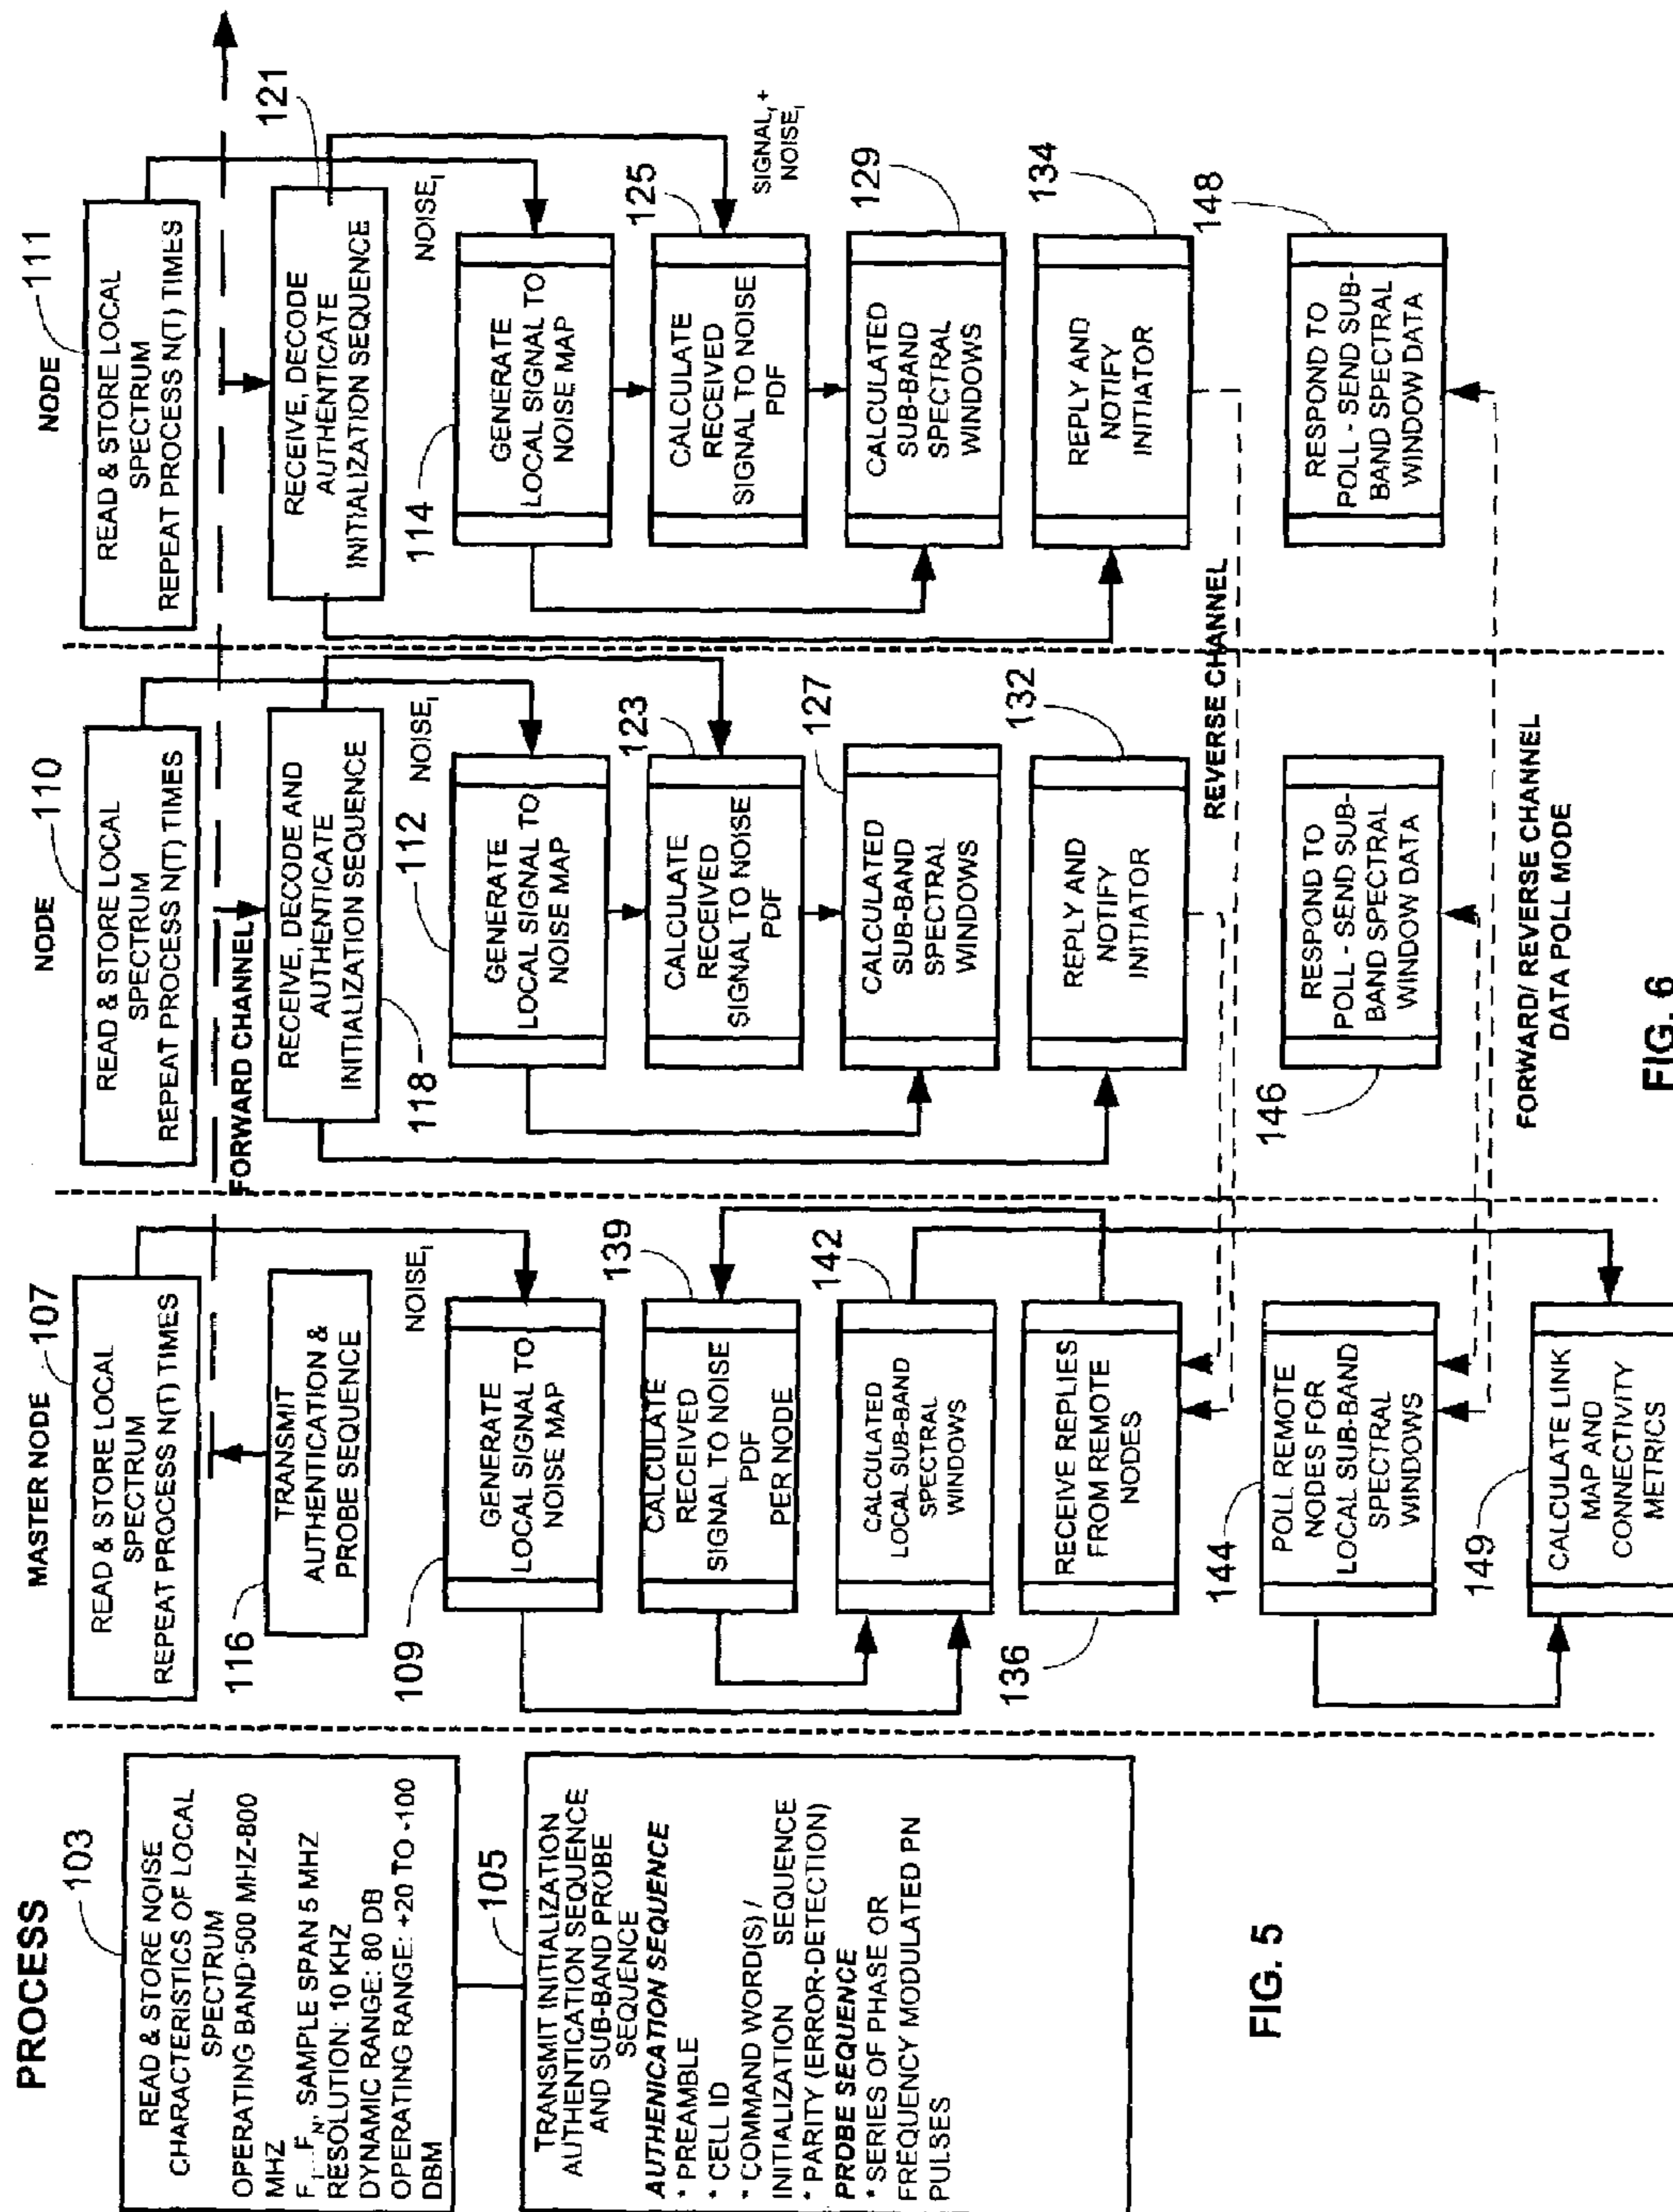 PROCESS
103
READ & STORE NOISE
CHARACTERISTICS OF LOCAL
SPECTRUM
OPERATING BAND:500 MHZ-800
MHZ
F1...FN, SAMPLE SPAN 5 MHZ
RESOLUTION: 10 KHZ
DYNAMIC RANGE: 80 DB
OPERATING RANGE: +20 TO -100
DBM
105
TRANSMIT INITIALIZATION
AUTHENTICATION SEQUENCE
AND SUB-BAND PROBE
SEQUENCE
AUTHENICATION SEQUENCE
* PREAMBLE
* CELL ID
* COMMAND WORD(S) /
INITIALIZATION SEQUENCE
* PARITY (ERROR-DETECTION)
PROBE SEQUENCE
* SERIES OF PHASE OR
FREQUENCY MODULATED PN
PULSES
FIG. 5
MASTER NODE
107
READ & STORE LOCAL
SPECTRUM
REPEAT PROCESS N(T) TIMES
116
TRANSMIT
AUTHENTICATION &
PROBE SEQUENCE
109
NOISEI
GENERATE
LOCAL SIGNAL TO
NOISE MAP
139
CALCULATE
RECEIVED
SIGNAL TO NOISE
PDF
PER NODE
142
CALCULATED
LOCAL SUB-BAND
SPECTRAL
WINDOWS
136
RECEIVE REPLIES
FROM REMOTE
NODES
144
POLL REMOTE
NODES FOR
LOCAL SUB-BAND
SPECTRAL
WINDOWS
149
CALCULATE LINK
MAP AND
CONNECTIVITY
METRICS
NODE
110
READ & STORE LOCAL
SPECTRUM
REPEAT PROCESS N(T) TIMES
FORWARD CHANNEL
RECEIVE, DECODE AND
AUTHENTICATE
INITIALIZATION SEQUENCE
118
112
NOISEI
GENERATE
LOCAL SIGNAL TO
NOISE MAP
123
CALCULATE
RECEIVED
SIGNAL TO NOISE
PDF
127
CALCULATED
SUB-BAND
SPECTRAL
WINDOWS
132
REPLY AND
NOTIFY
INITIATOR
REVERSE CHANNEL
146
RESPOND TO
POLL - SEND SUB-
BAND SPECTRAL
WINDOW DATA
FORWARD/ REVERSE CHANNEL
DATA POLL MODE
FIG. 6
NODE
111
READ & STORE LOCAL
SPECTRUM
REPEAT PROCESS N(T) TIMES
121
RECEIVE, DECODE
AUTHENTICATE
INITIALIZATION SEQUENCE
114
NOISEI
GENERATE
LOCAL SIGNAL TO
NOISE MAP
125
SIGNALI +
NOISEI
CALCULATE
RECEIVED
SIGNAL TO NOISE
PDF
129
CALCULATED
SUB-BAND
SPECTRAL
WINDOWS
134
REPLY AND
NOTIFY
INITIATOR
148
RESPOND TO
POLL - SEND SUB-
BAND SPECTRAL
WINDOW DATA